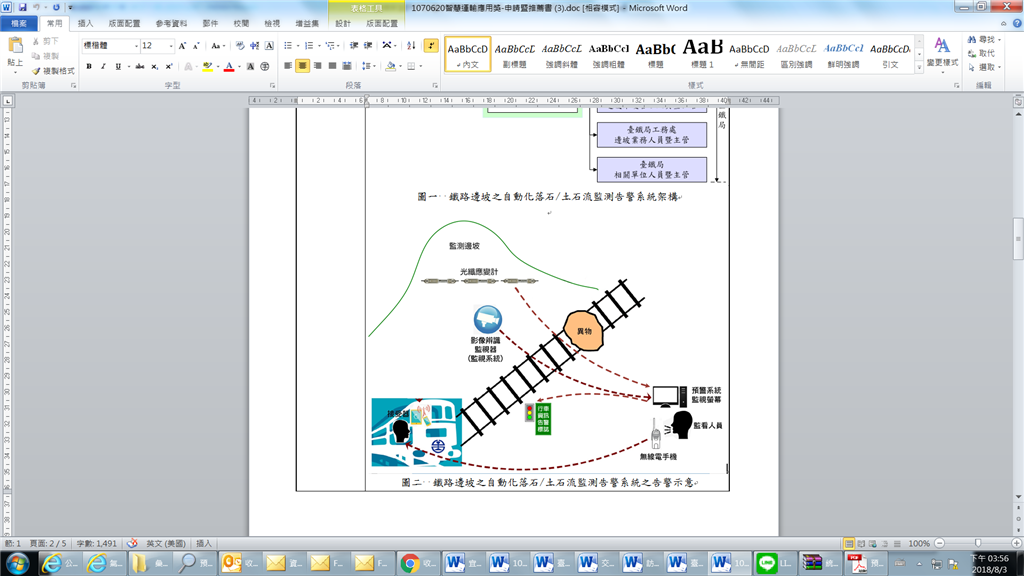 表格工具
1070620智慧運輸應用獎-申請暨推薦書 (3).doc [相容模式] - Microsoft Word
檔案
常用
插入
版面配置
參考資料
郵件
校閱
檢視
增益集
設計
版面配置
貼上
剪下
複製
複製格式
剪貼簿
標楷體
12
字型
段落
AaBbCcD
內文
AaBbCcL
副標題
AaBbCcL
強調斜體
AaBbCcI
強調粗體
AaBbC
標題
AaB
標題 1
AaBbCcD
無間距
AaBbCcL
區別強調
AaBbCcI
鮮明強調
AaBbCcD
引文
樣式
變更樣式
尋找
取代
選取
編輯
鐵
局
臺鐵局工務處
邊坡業務人員暨主管
臺鐵局
相關單位人員暨主管
圖一 鐵路邊坡之自動化落石/土石流監測告警系統架構
監測邊坡
光纖應變計
影像辨識
監視器
(監視系統)
異物
預警系統
監視螢幕
接受器
行車
資訊
告警
標誌
監看人員
無線電手機
圖二 鐵路邊坡之自動化落石/土石流監測告警系統之告警示意
節: 1
頁面: 2 / 5
字數: 1,491
英文 (美國)
插入
100%
下午 03:56
2018/8/3